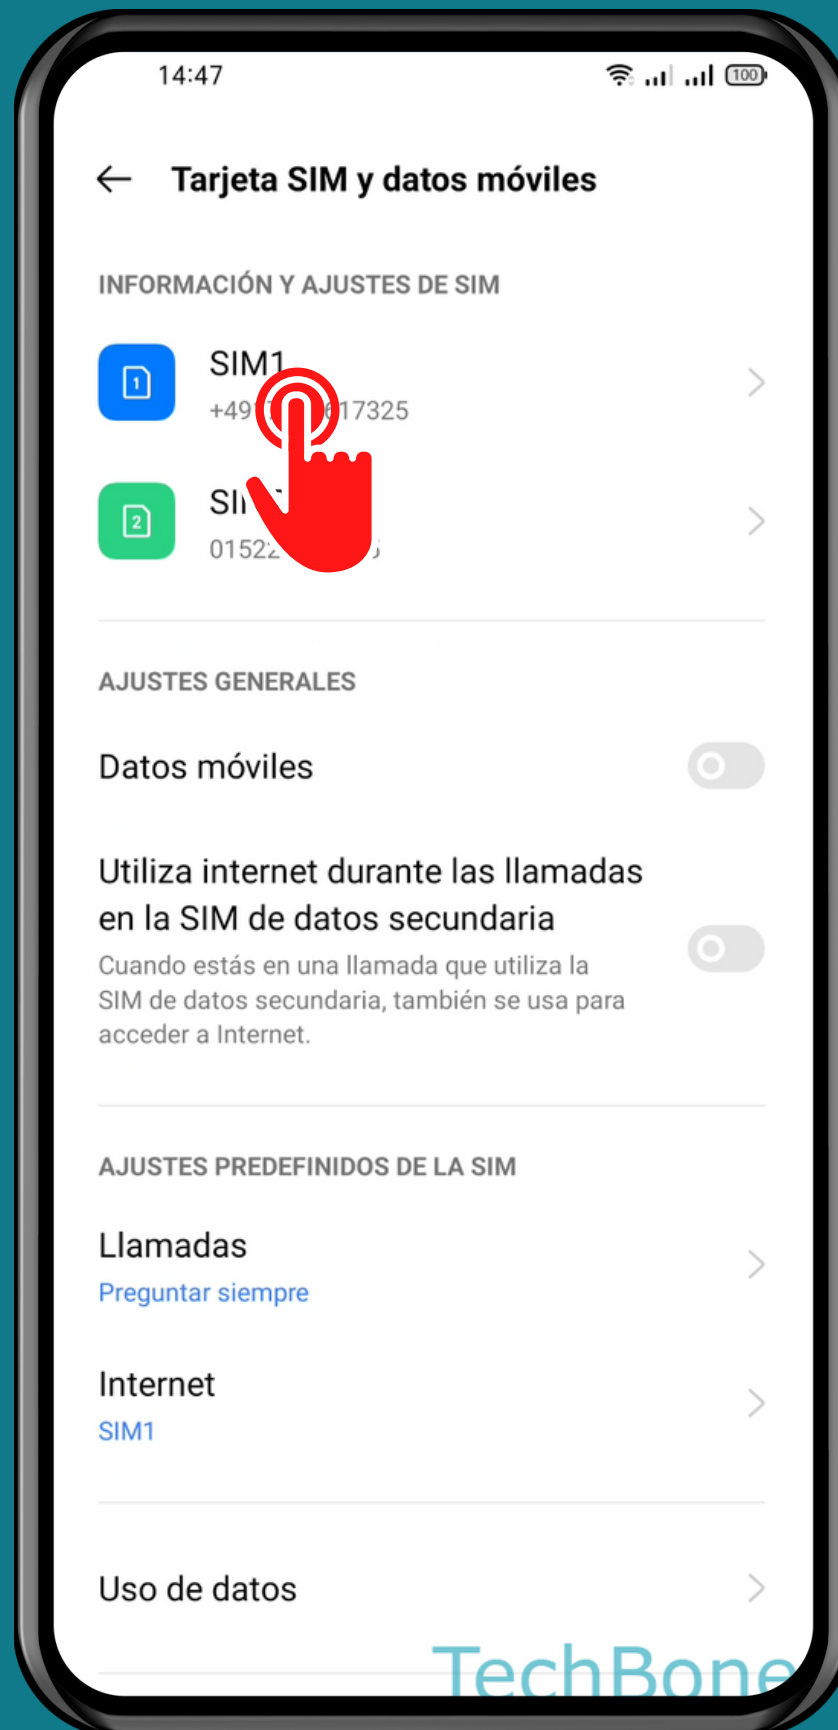 14:47
100
Tarjeta SIM y datos móviles
INFORMACIÓN Y AJUSTES DE SIM
1
SIM1
2
AJUSTES GENERALES
Datos móviles
Utiliza internet durante las llamadas
en la SIM de datos secundaria
Cuando estás en una llamada que utiliza la
SIM de datos secundaria, también se usa para
acceder a Internet.
AJUSTES PREDEFINIDOS DE LA SIM
Llamadas
Preguntar siempre
Internet
SIM1
Uso de datos
TechBone